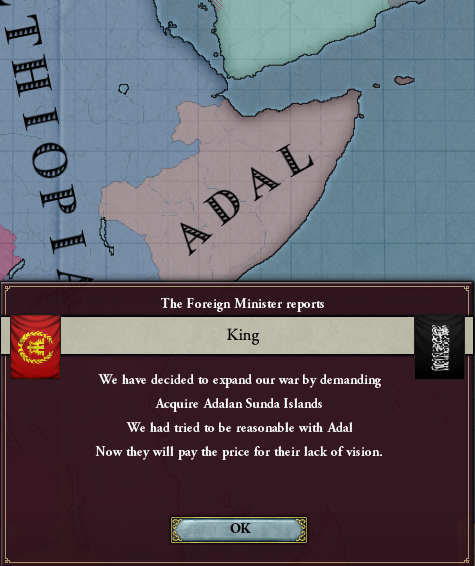 THIOPIA
ADAL
The Foreign Minister reports
King
We have decided to expand our war by demanding
Acquire Adalan Sunda Islands
We had tried to be reasonable with Adal
Now they will pay the price for their lack of vision.
OK